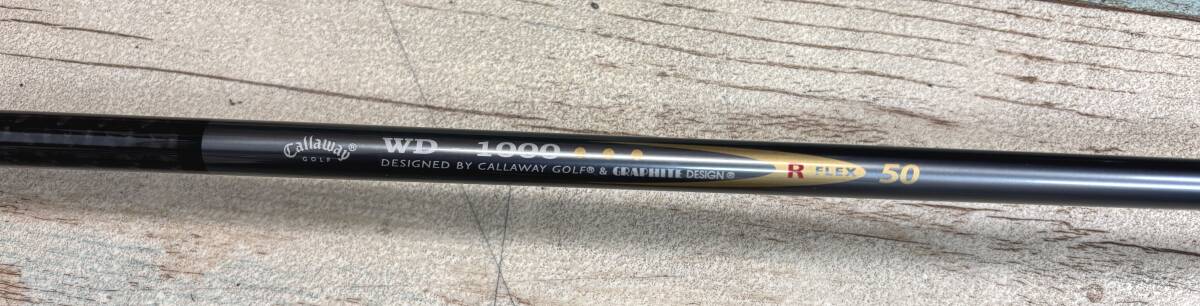 Callaway®
GOLF
WD 1000
DESIGNED BY CALLAWAY GOLF® & GRAPHITE DESIGN®
R FLEX 50